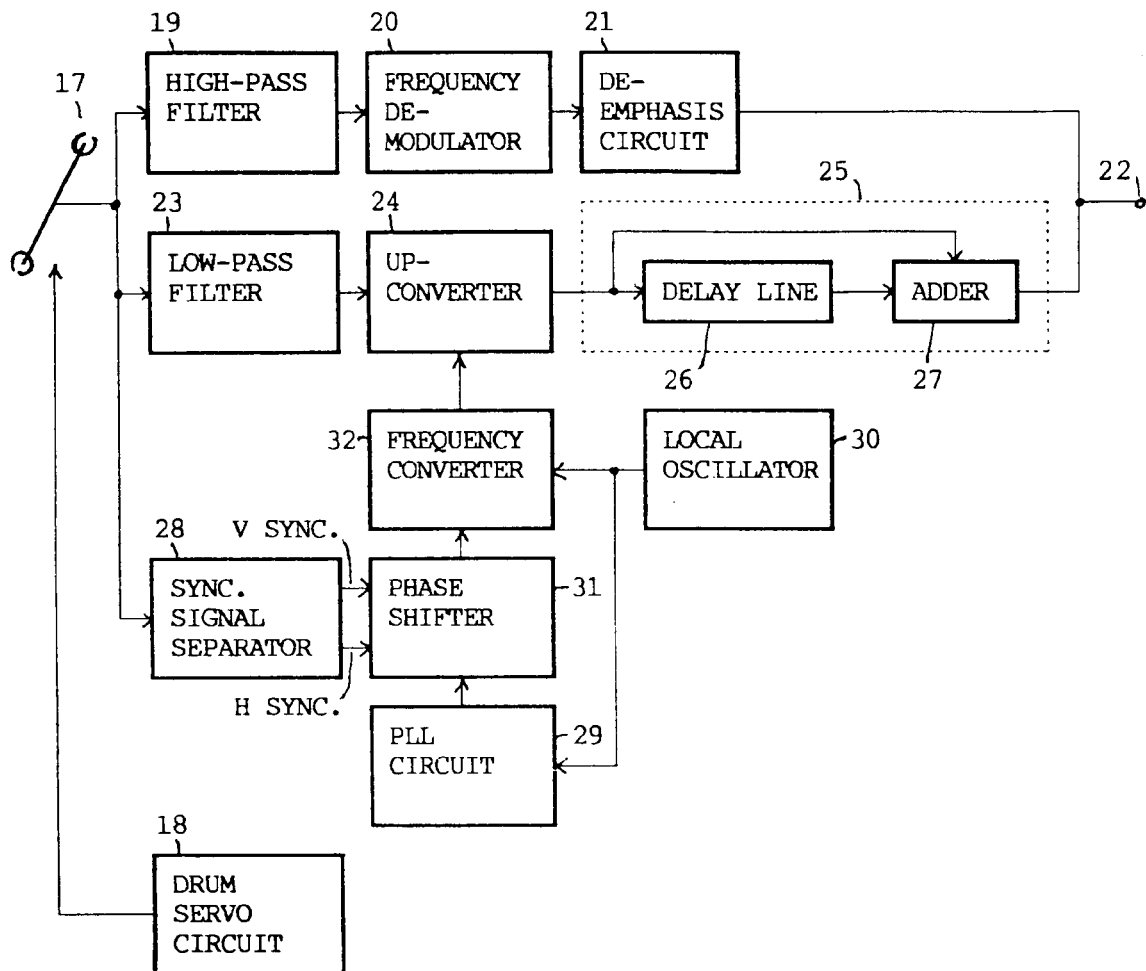 19
20
21
17
HIGH-PASS
FILTER
FREQUENCY
DE-
MODULATOR
DE-
EMPHASIS
CIRCUIT
22
23
24
25
LOW-PASS
FILTER
UP-
CONVERTER
DELAY LINE
ADDER
26
27
32
FREQUENCY
CONVERTER
LOCAL
OSCILLATOR
30
28
V SYNC.
SYNC.
SIGNAL
SEPARATOR
PHASE
SHIFTER
31
H SYNC.
PLL
CIRCUIT
29
18
DRUM
SERVO
CIRCUIT